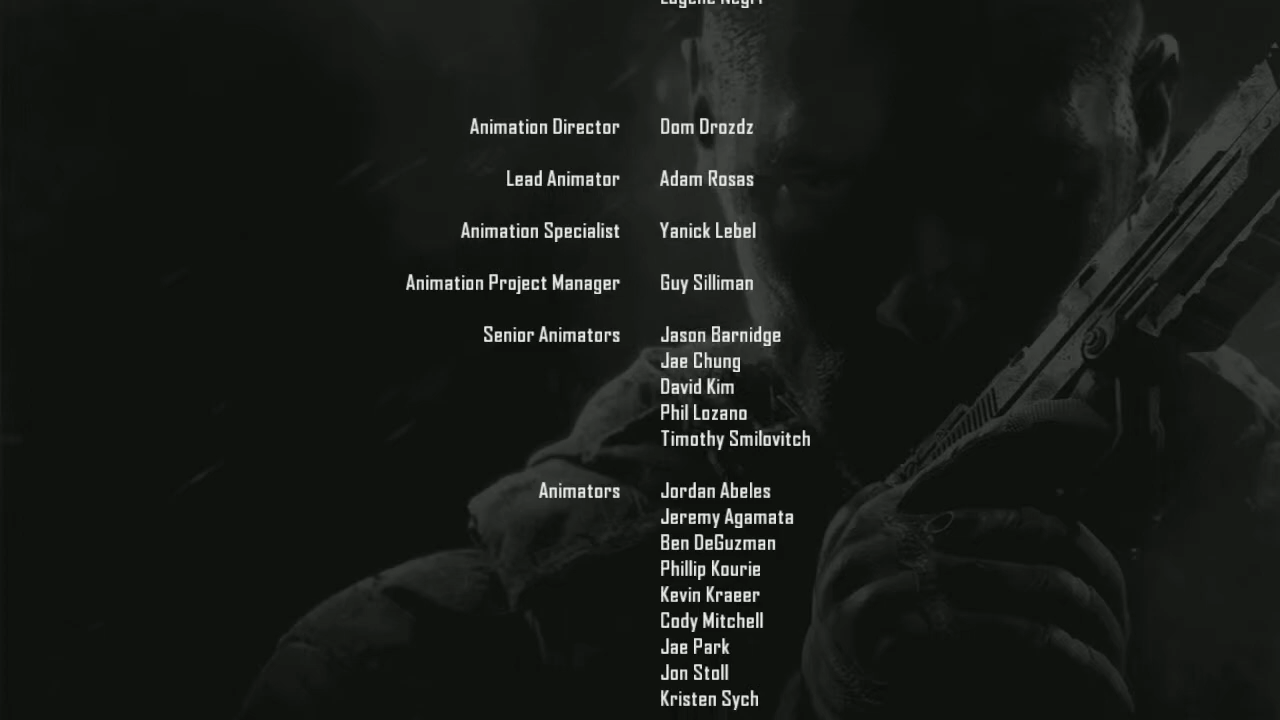 Eugene Negri
Animation Director Dom Drozdz
Lead Animator Adam Rosas
Animation Specialist Yanick Lebel
Animation Project Manager Guy Silliman
Senior Animators Jason Barnidge
Jae Chung
David Kim
Phil Lozano
Timothy Smilovitch
Animators Jordan Abeles
Jeremy Agamata
Ben DeGuzman
Phillip Kourie
Kevin Kraeer
Cody Mitchell
Jae Park
Jon Stoll
Kristen Sych